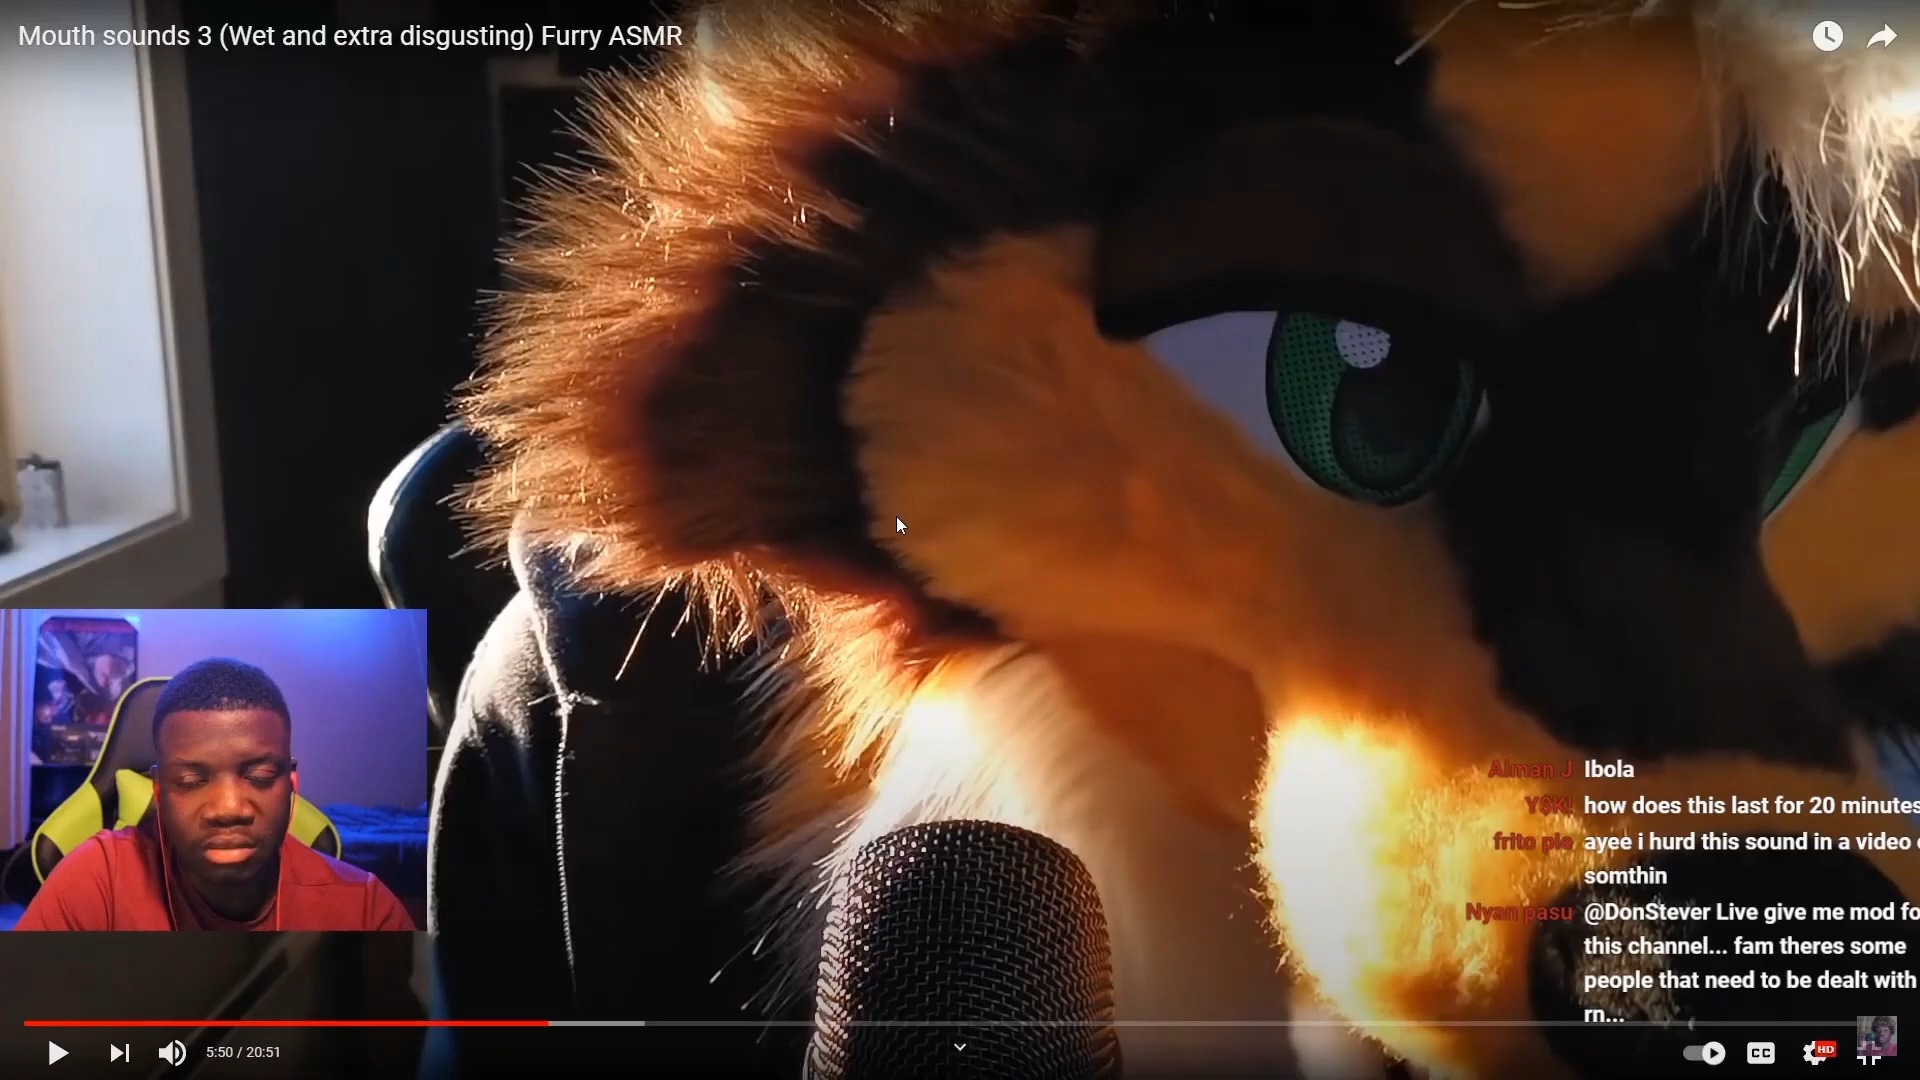 Mouth sounds 3 (Wet and extra disgusting) Furry ASMR
Aiman J Ibola
Y$K! how does this last for 20 minutes
frito pie ayee i hurd this sound in a video
somthin
Nyan pasu @DonStever Live give me mod fo
this channel... fam theres some
people that need to be dealt with
rn...
5:50 / 20:51
CC
HD